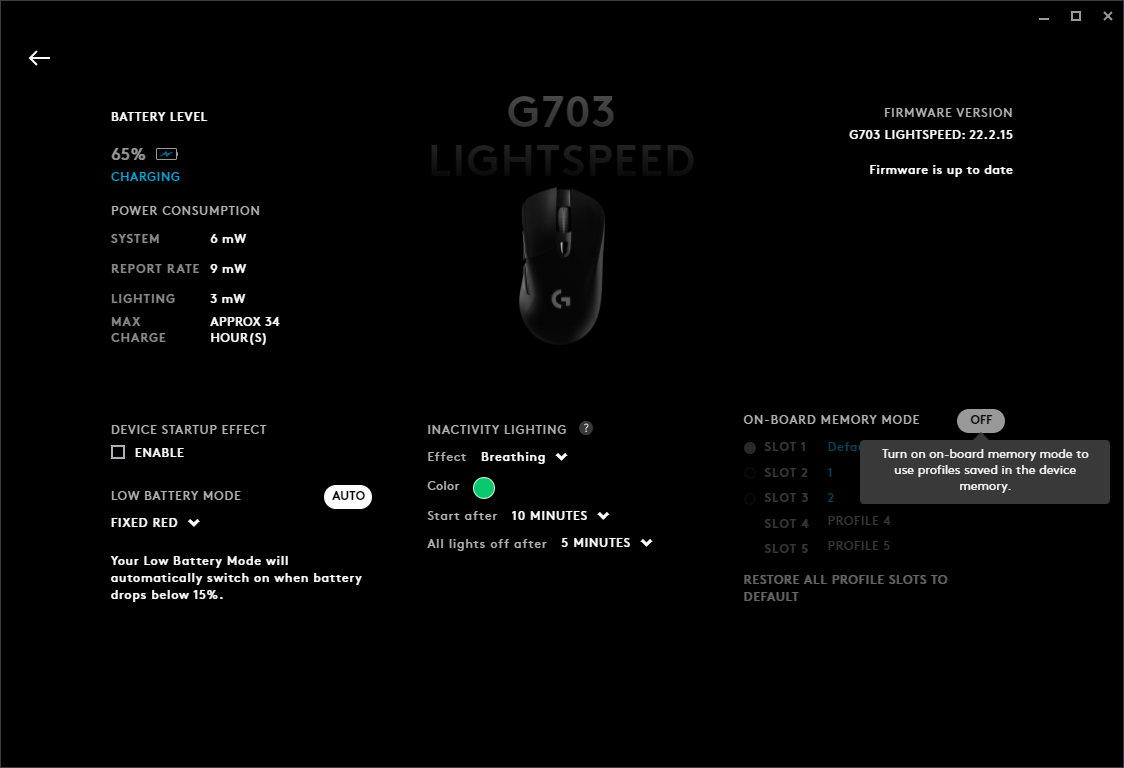 G703
LIGHTSPEED
BATTERY LEVEL
65%
CHARGING
POWER CONSUMPTION
SYSTEM 6 mW
REPORT RATE 9 mW
LIGHTING 3 mW
MAX CHARGE APPROX 34 HOUR(S)
FIRMWARE VERSION
G703 LIGHTSPEED: 22.2.15
Firmware is up to date
DEVICE STARTUP EFFECT
ENABLE
LOW BATTERY MODE AUTO
FIXED RED
Your Low Battery Mode will
automatically switch on when battery
drops below 15%.
INACTIVITY LIGHTING ?
Effect Breathing
Color
Start after 10 MINUTES
All lights off after 5 MINUTES
ON-BOARD MEMORY MODE OFF
Turn on on-board memory mode to
use profiles saved in the device
memory.
SLOT 1
SLOT 2 1
SLOT 3 2
SLOT 4 PROFILE 4
SLOT 5 PROFILE 5
RESTORE ALL PROFILE SLOTS TO
DEFAULT